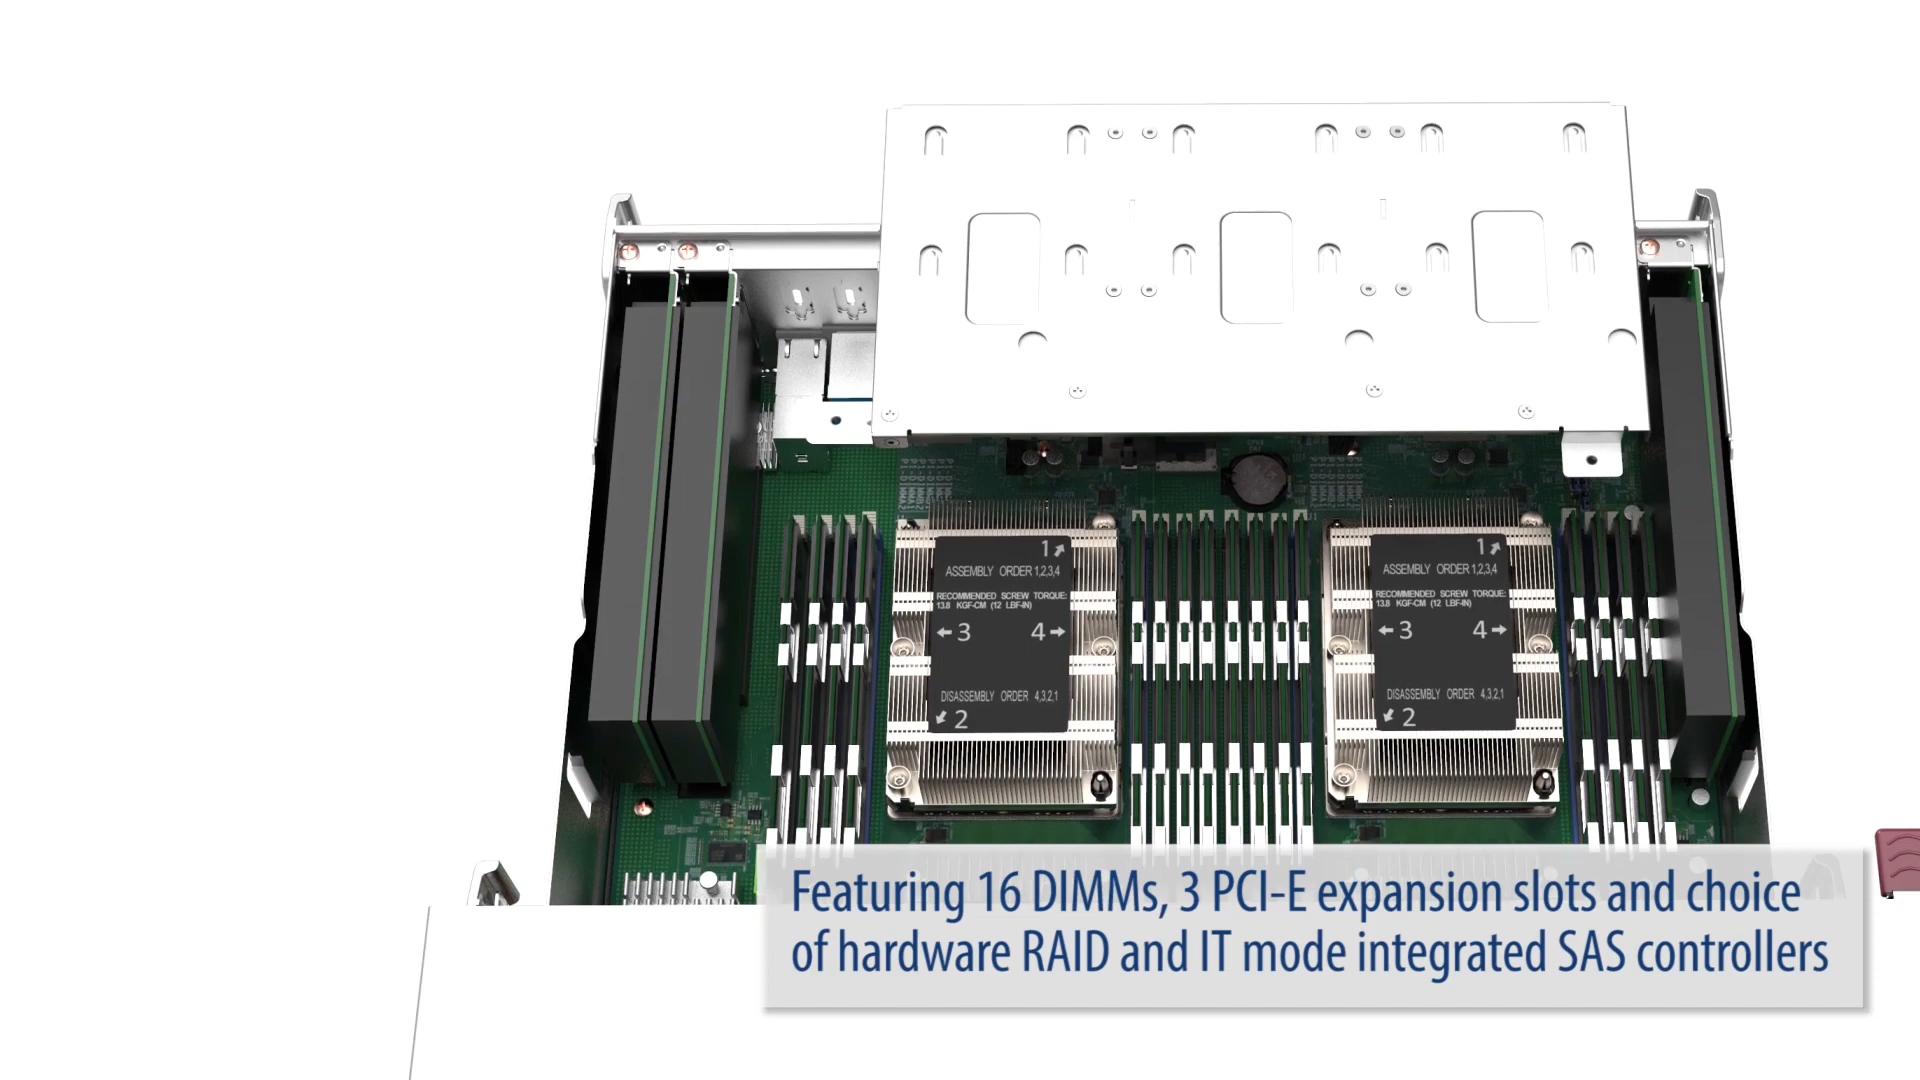 1
ASSEMBLY ORDER 1,2,3,4
RECOMMENDED SCREW TORQUE:
13.8 KGF-CM (12 LBF-IN)
3 4
DISASSEMBLY ORDER 4,3,2,1
2
1
ASSEMBLY ORDER 1,2,3,4
RECOMMENDED SCREW TORQUE:
13.8 KGF-CM (12 LBF-IN)
3 4
DISASSEMBLY ORDER 4,3,2,1
2
Featuring 16 DIMMs, 3 PCI-E expansion slots and choice
of hardware RAID and IT mode integrated SAS controllers